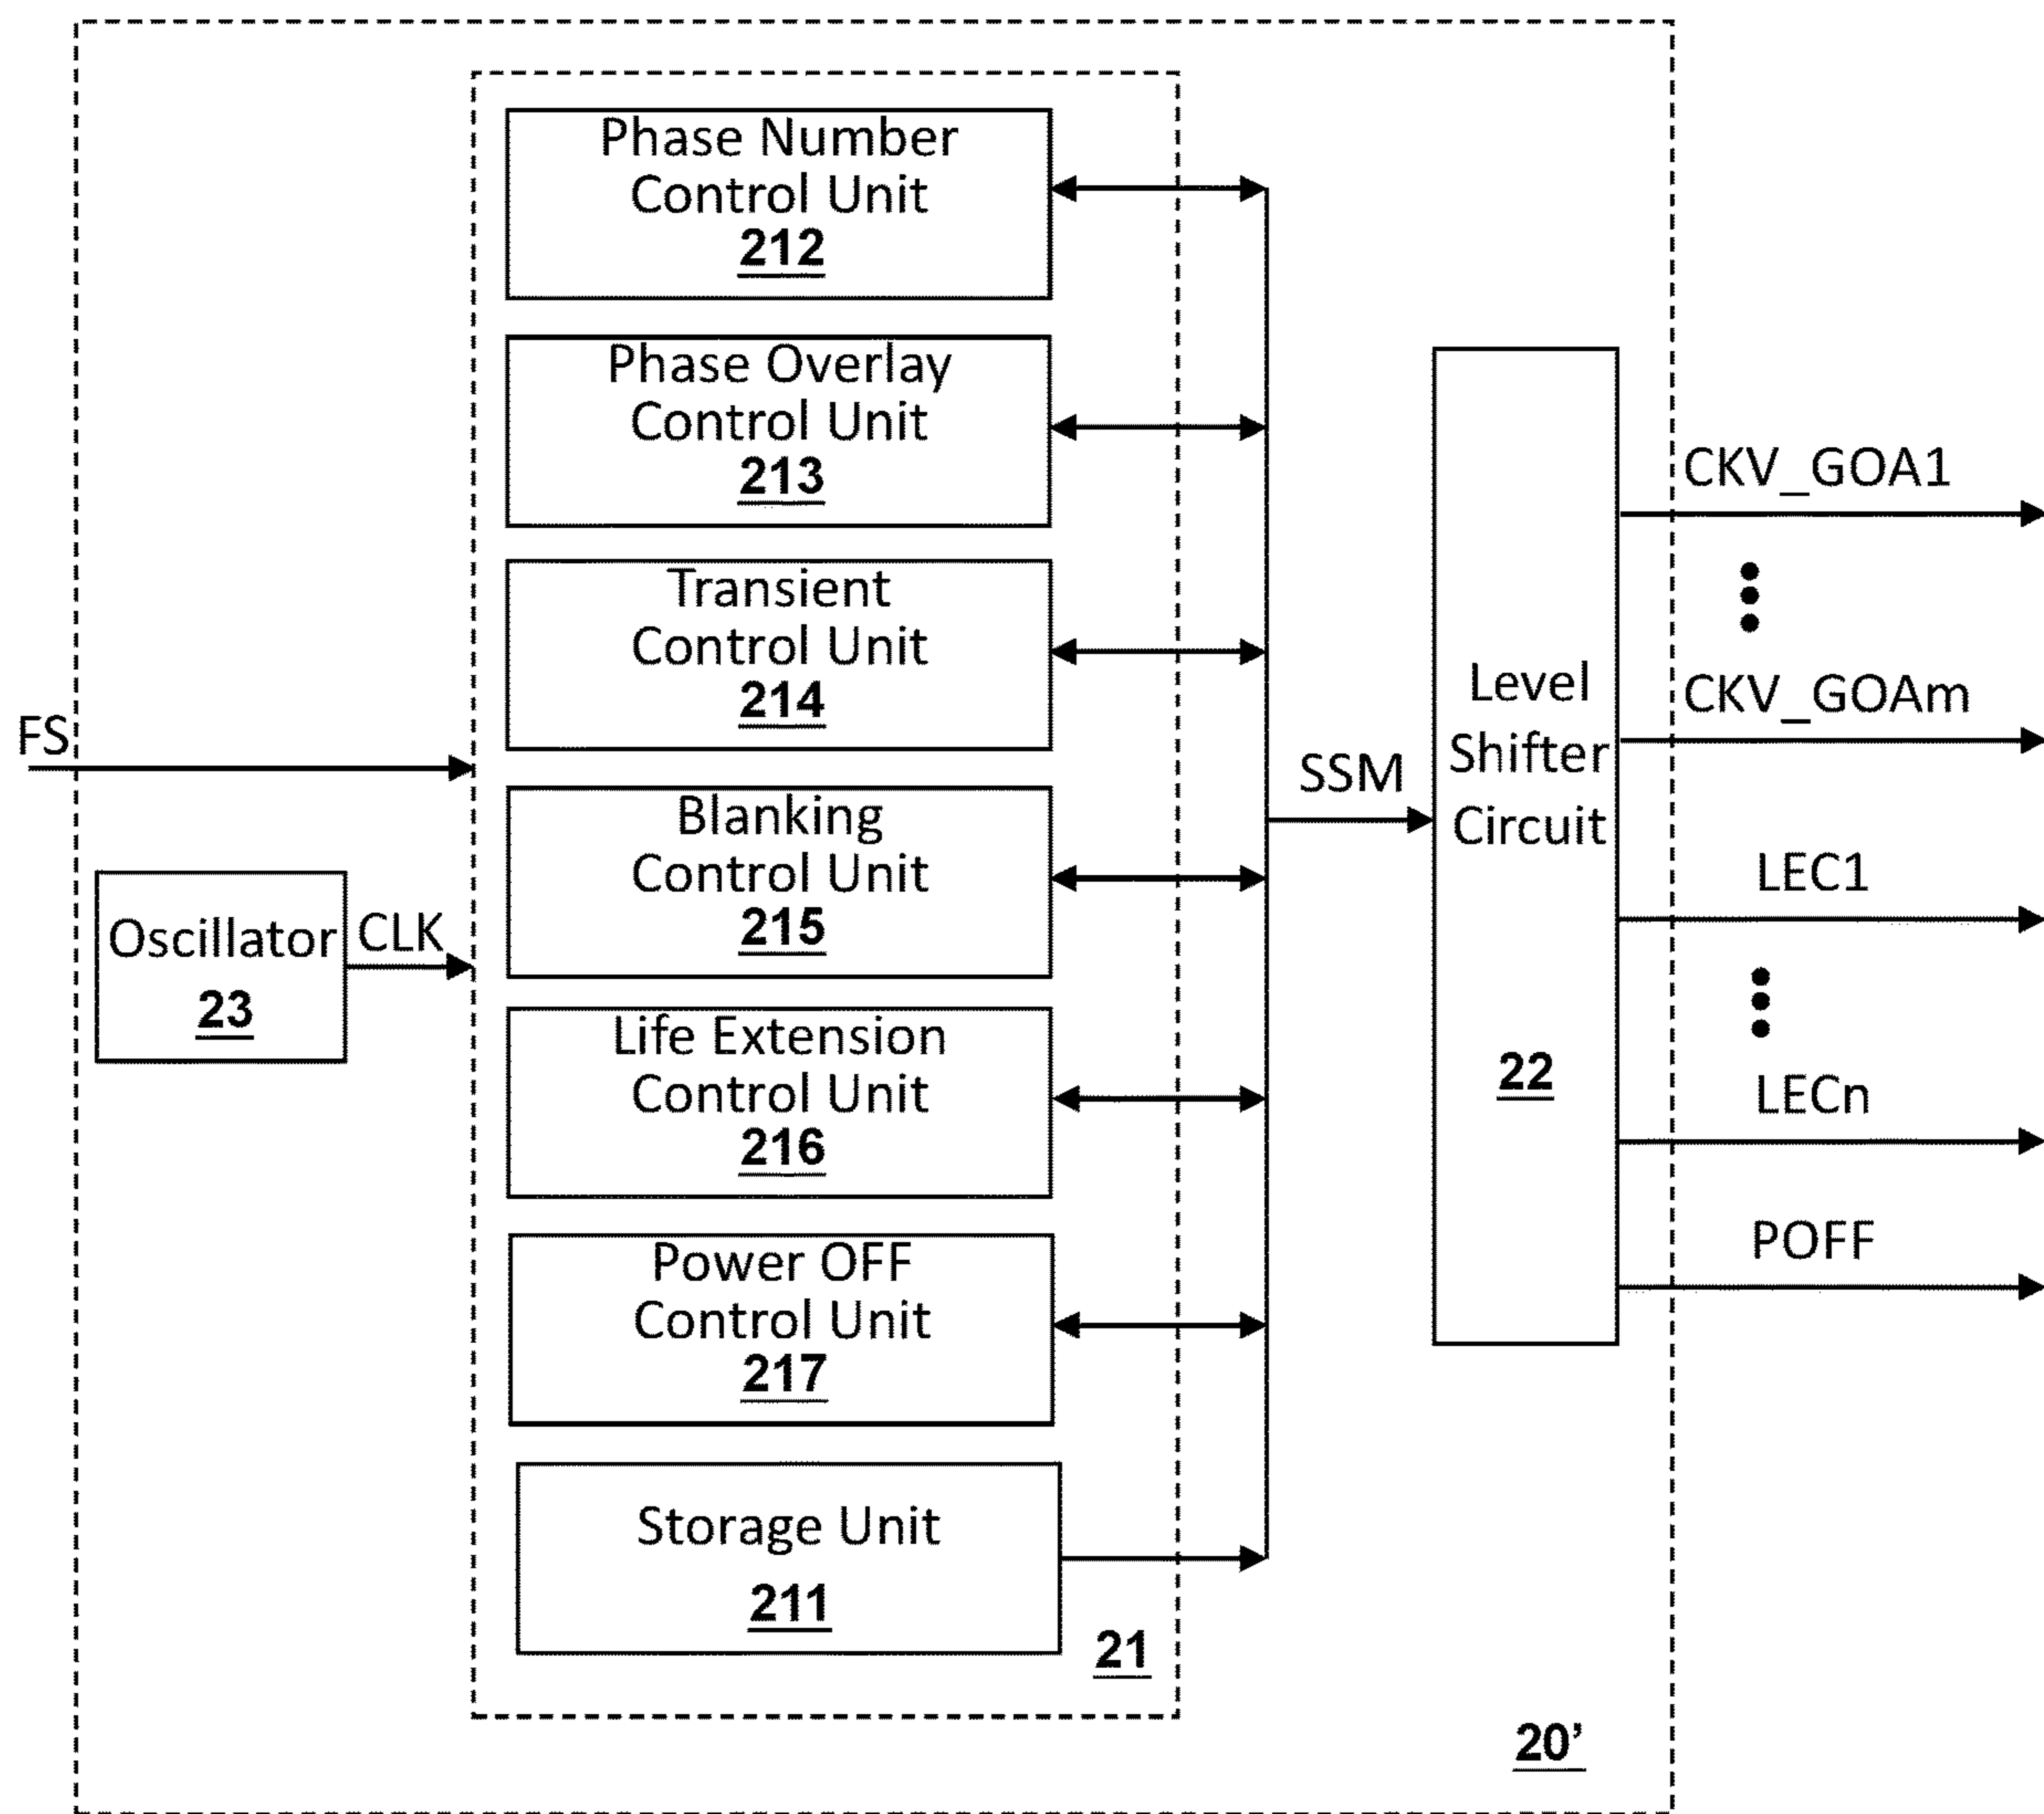 Phase Number
Control Unit
212
Phase Overlay
Control Unit
213
Transient
Control Unit
214
Blanking
Control Unit
215
Life Extension
Control Unit
216
Power OFF
Control Unit
217
Storage Unit
211
21
FS
Oscillator
23
CLK
SSM
Level
Shifter
Circuit
22
CKV_GOA1
CKV_GOAm
LEC1
LECn
POFF
20’